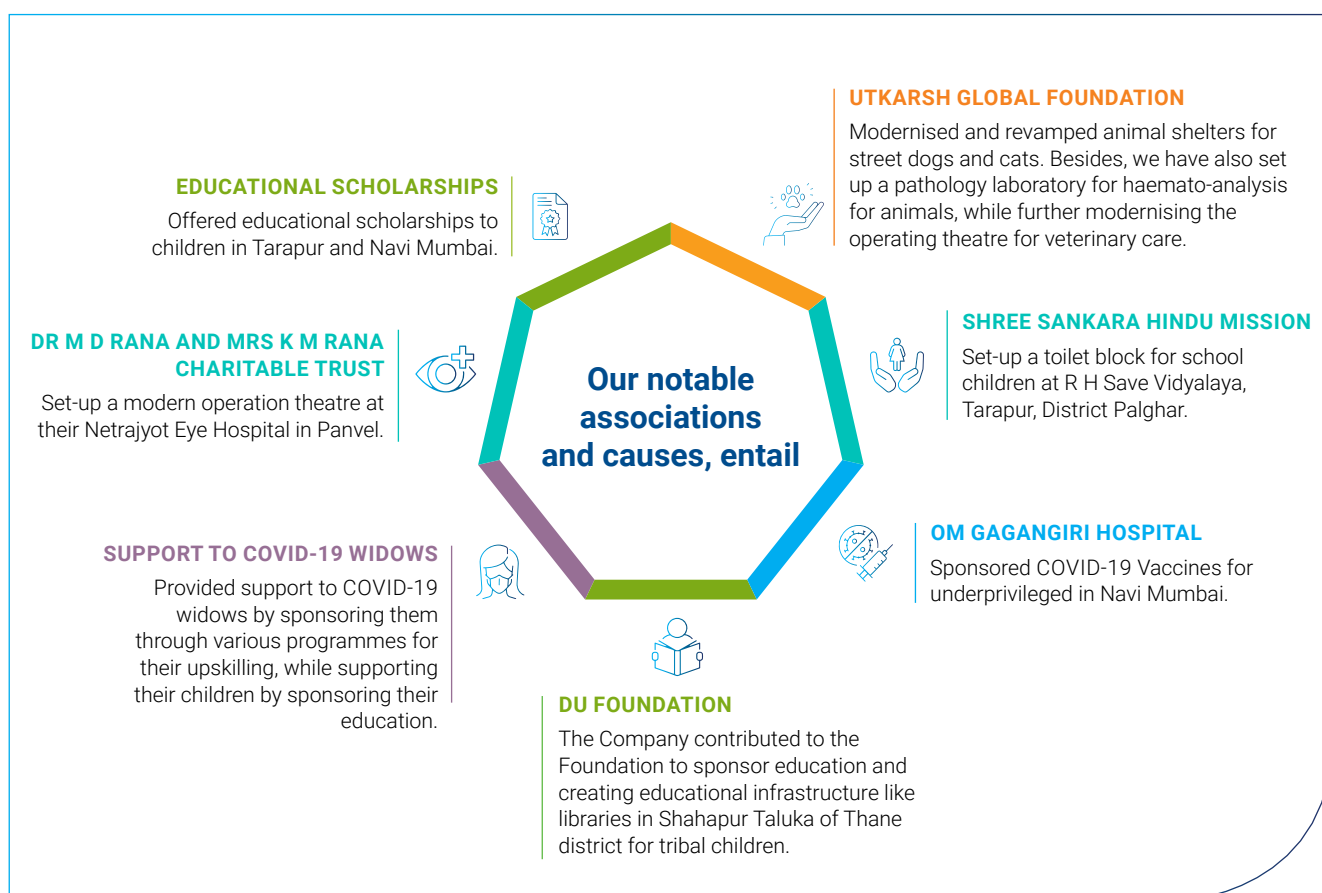 Our notable
associations
and causes, entail
UTKARSH GLOBAL FOUNDATION
Modernised and revamped animal shelters for
street dogs and cats. Besides, we have also set
up a pathology laboratory for haemato-analysis
for animals, while further modernising the
operating theatre for veterinary care.
SHREE SANKARA HINDU MISSION
Set-up a toilet block for school
children at R H Save Vidyalaya,
Tarapur, District Palghar.
OM GAGANGIRI HOSPITAL
Sponsored COVID-19 Vaccines for
underprivileged in Navi Mumbai.
DU FOUNDATION
The Company contributed to the
Foundation to sponsor education and
creating educational infrastructure like
libraries in Shahapur Taluka of Thane
district for tribal children.
SUPPORT TO COVID-19 WIDOWS
Provided support to COVID-19
widows by sponsoring them
through various programmes for
their upskilling, while supporting
their children by sponsoring their
education.
DR M D RANA AND MRS K M RANA
CHARITABLE TRUST
Set-up a modern operation theatre at
their Netrajyot Eye Hospital in Panvel.
EDUCATIONAL SCHOLARSHIPS
Offered educational scholarships to
children in Tarapur and Navi Mumbai.